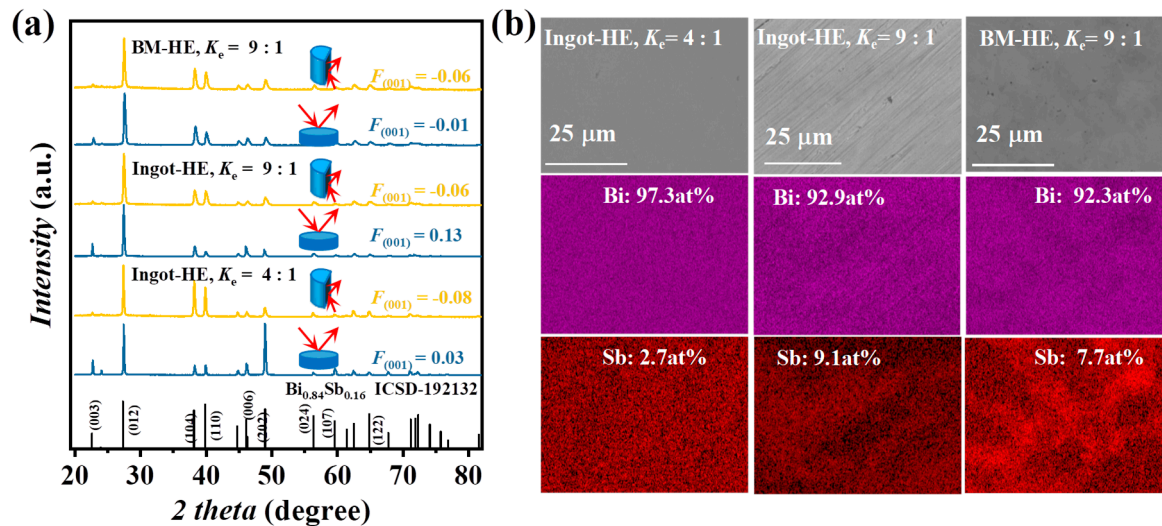 (a)
BM-HE, Kₑ = 9 : 1
F₍₀₀₁₎ = -0.06
F₍₀₀₁₎ = -0.01
Ingot-HE, Kₑ = 9 : 1
F₍₀₀₁₎ = -0.06
F₍₀₀₁₎ = 0.13
Ingot-HE, Kₑ = 4 : 1
F₍₀₀₁₎ = -0.08
F₍₀₀₁₎ = 0.03
Bi₀.₈₄Sb₀.₁₆ ICSD-192132
(003)
(012)
(104)
(110)
(006)
(202)
(024)
(107)
(122)
Intensity (a.u.)
20 30 40 50 60 70 80
2 theta (degree)
(b)
Ingot-HE, Kₑ= 4 : 1
Ingot-HE, Kₑ= 9 : 1
BM-HE, Kₑ= 9 : 1
25 μm
25 μm
25 μm
Bi: 97.3at%
Bi: 92.9at%
Bi: 92.3at%
Sb: 2.7at%
Sb: 9.1at%
Sb: 7.7at%